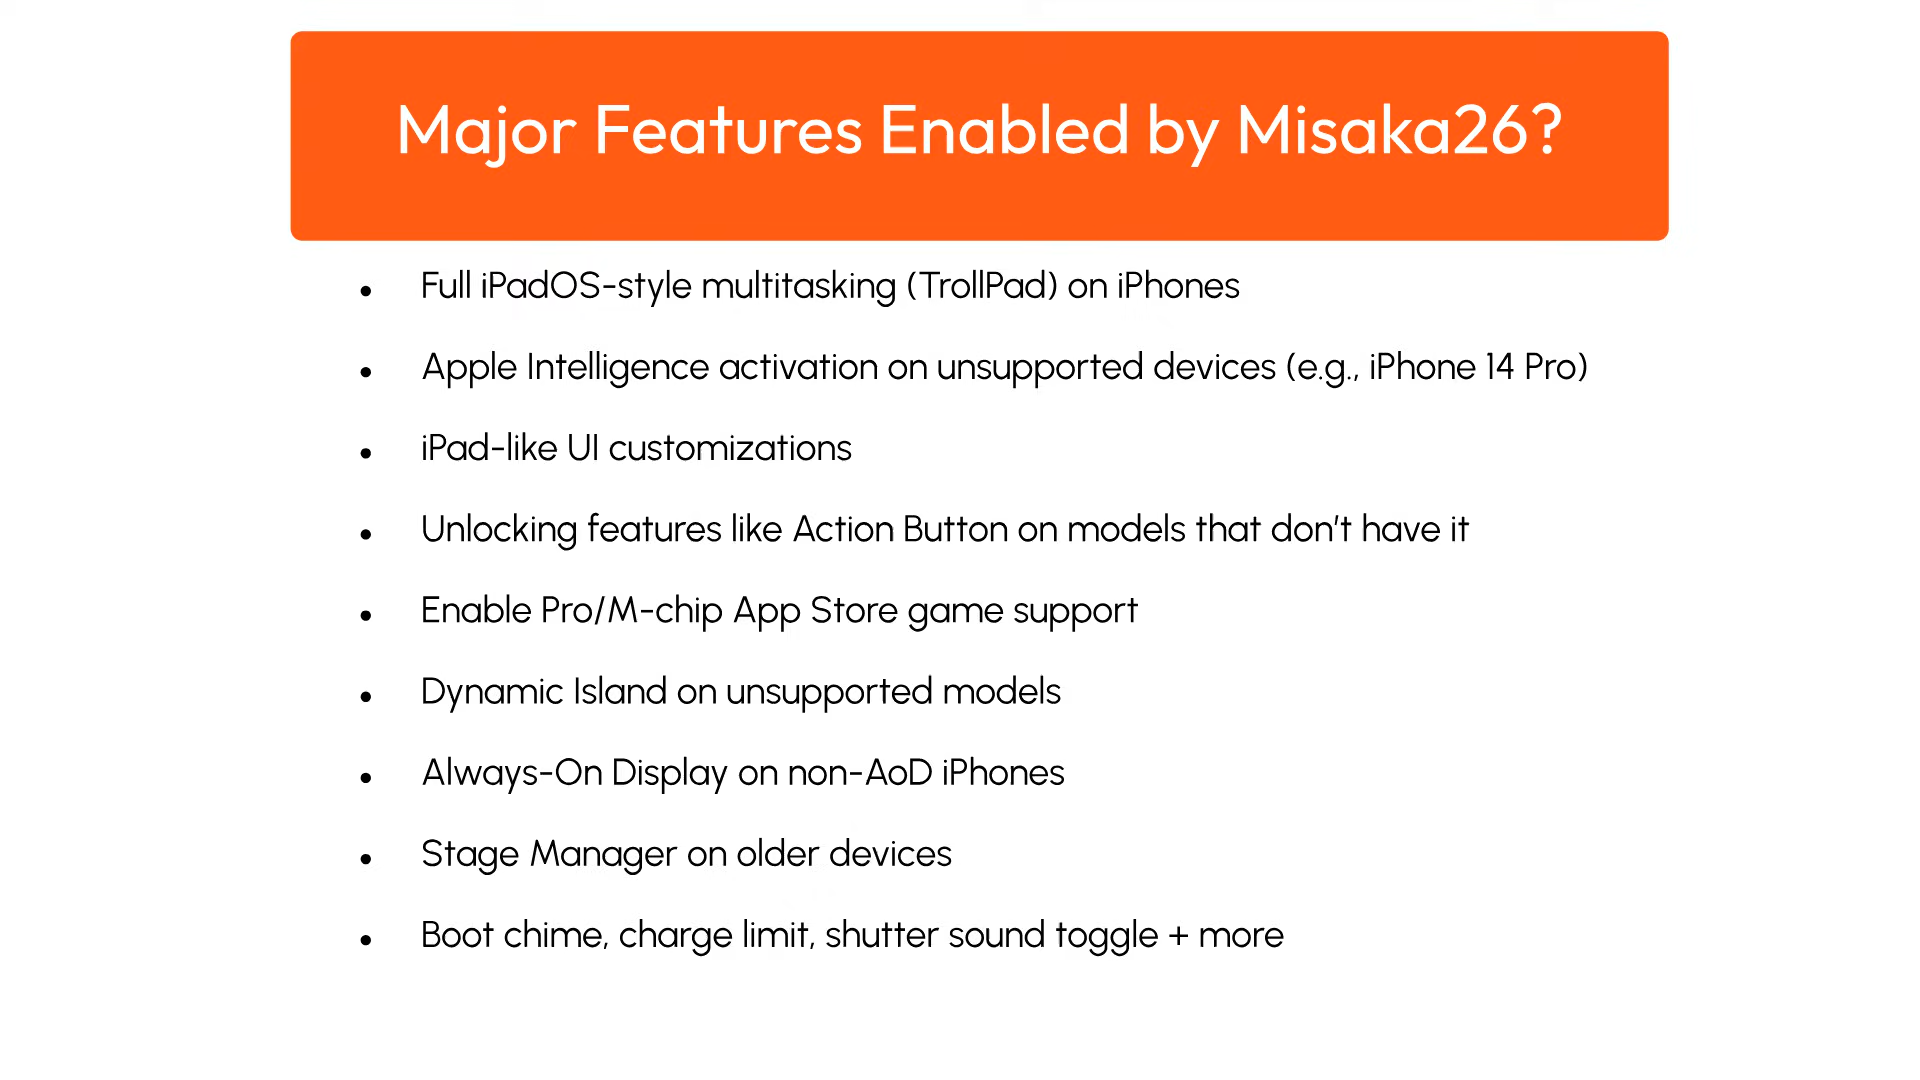 Major Features Enabled by Misaka26?
• Full iPadOS-style multitasking (TrollPad) on iPhones
• Apple Intelligence activation on unsupported devices (e.g., iPhone 14 Pro)
• iPad-like UI customizations
• Unlocking features like Action Button on models that don’t have it
• Enable Pro/M-chip App Store game support
• Dynamic Island on unsupported models
• Always-On Display on non-AoD iPhones
• Stage Manager on older devices
• Boot chime, charge limit, shutter sound toggle + more